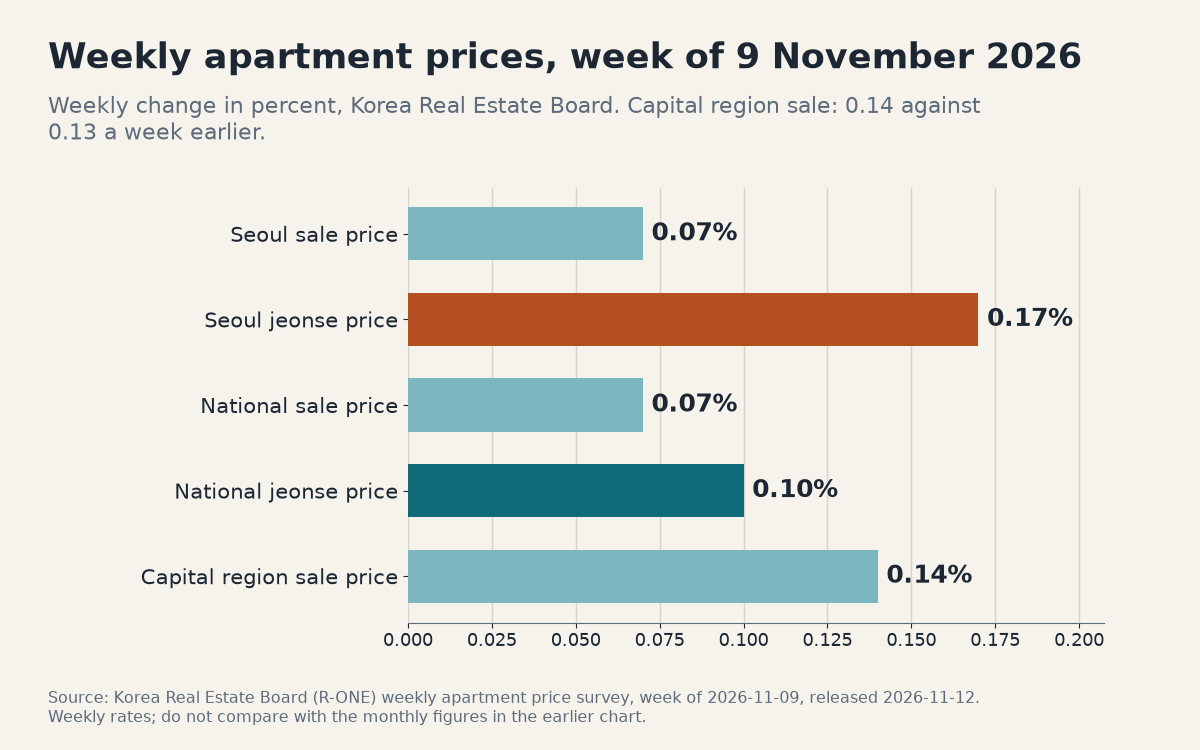 Weekly apartment prices, week of 9 November 2026
Weekly change in percent, Korea Real Estate Board. Capital region sale: 0.14 against
0.13 a week earlier.
Seoul sale price
0.07%
Seoul jeonse price
0.17%
National sale price
0.07%
National jeonse price
0.10%
Capital region sale price
0.14%
0.000 0.025 0.050 0.075 0.100 0.125 0.150 0.175 0.200
Source: Korea Real Estate Board (R-ONE) weekly apartment price survey, week of 2026-11-09, released 2026-11-12.
Weekly rates; do not compare with the monthly figures in the earlier chart.